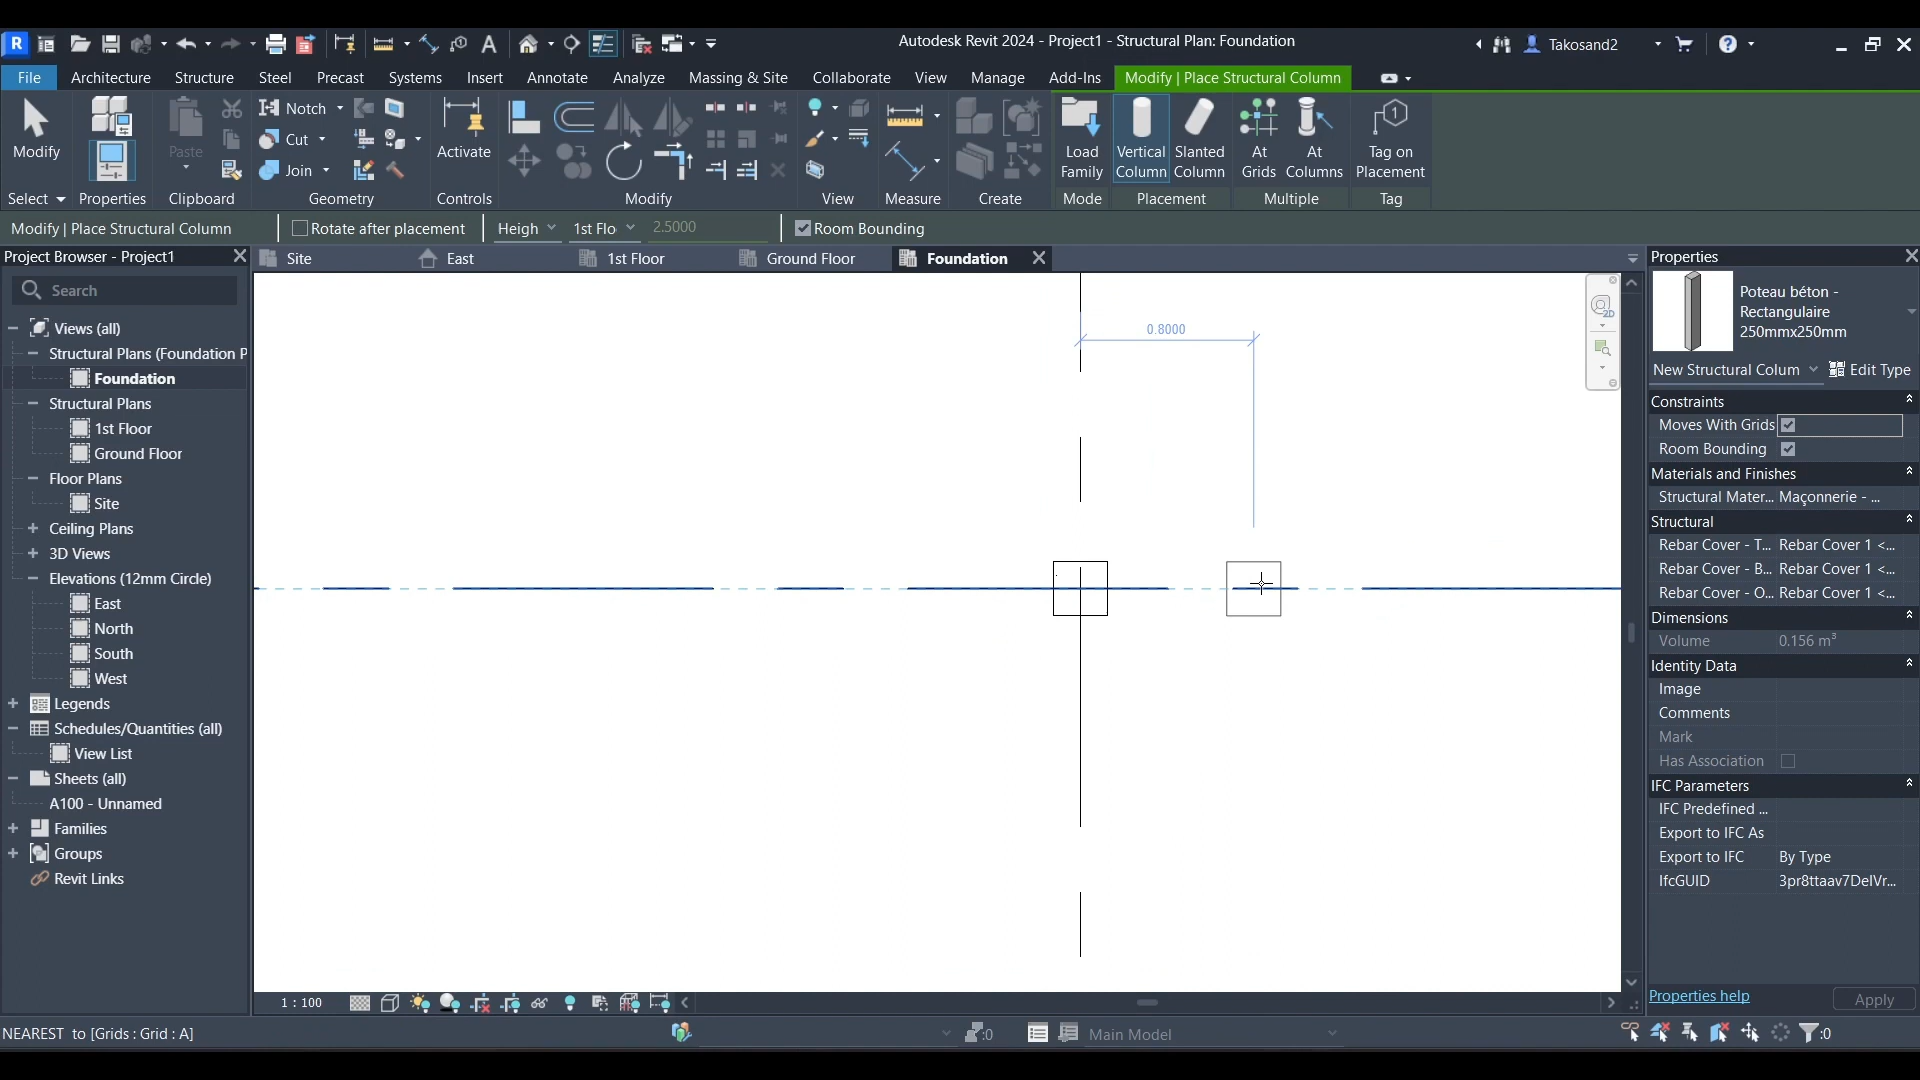 Autodesk Revit 2024 - Project1 - Structural Plan: Foundation
Takosand2
File Architecture Structure Steel Precast Systems Insert Annotate Analyze Massing & Site Collaborate View Manage Add-Ins Modify | Place Structural Column
Modify
Paste
Notch
Cut
Join
Activate
Load Family
Vertical Column
Slanted Column
At Grids
At Columns
Tag on Placement
Select Properties Clipboard Geometry Controls Modify View Measure Create Mode Placement Multiple Tag
Modify | Place Structural Column
Rotate after placement
Heigh
1st Flo
2.5000
Room Bounding
Project Browser - Project1
Site
East
1st Floor
Ground Floor
Foundation
Search
Views (all)
Structural Plans (Foundation P
Foundation
Structural Plans
1st Floor
Ground Floor
Floor Plans
Site
Ceiling Plans
3D Views
Elevations (12mm Circle)
East
North
South
West
Legends
Schedules/Quantities (all)
View List
Sheets (all)
A100 - Unnamed
Families
Groups
Revit Links
0.8000
2D
Properties
Poteau béton -
Rectangulaire
250mmx250mm
New Structural Colum
Edit Type
Constraints
Moves With Grids
Room Bounding
Materials and Finishes
Structural Mater... Maçonnerie - ...
Structural
Rebar Cover - T... Rebar Cover 1 <...
Rebar Cover - B... Rebar Cover 1 <...
Rebar Cover - O... Rebar Cover 1 <...
Dimensions
Volume 0.156 m³
Identity Data
Image
Comments
Mark
Has Association
IFC Parameters
IFC Predefined ...
Export to IFC As
Export to IFC By Type
IfcGUID 3pr8ttaav7DelVr...
Properties help
Apply
1 : 100
NEAREST to [Grids : Grid : A]
:0
Main Model
:0